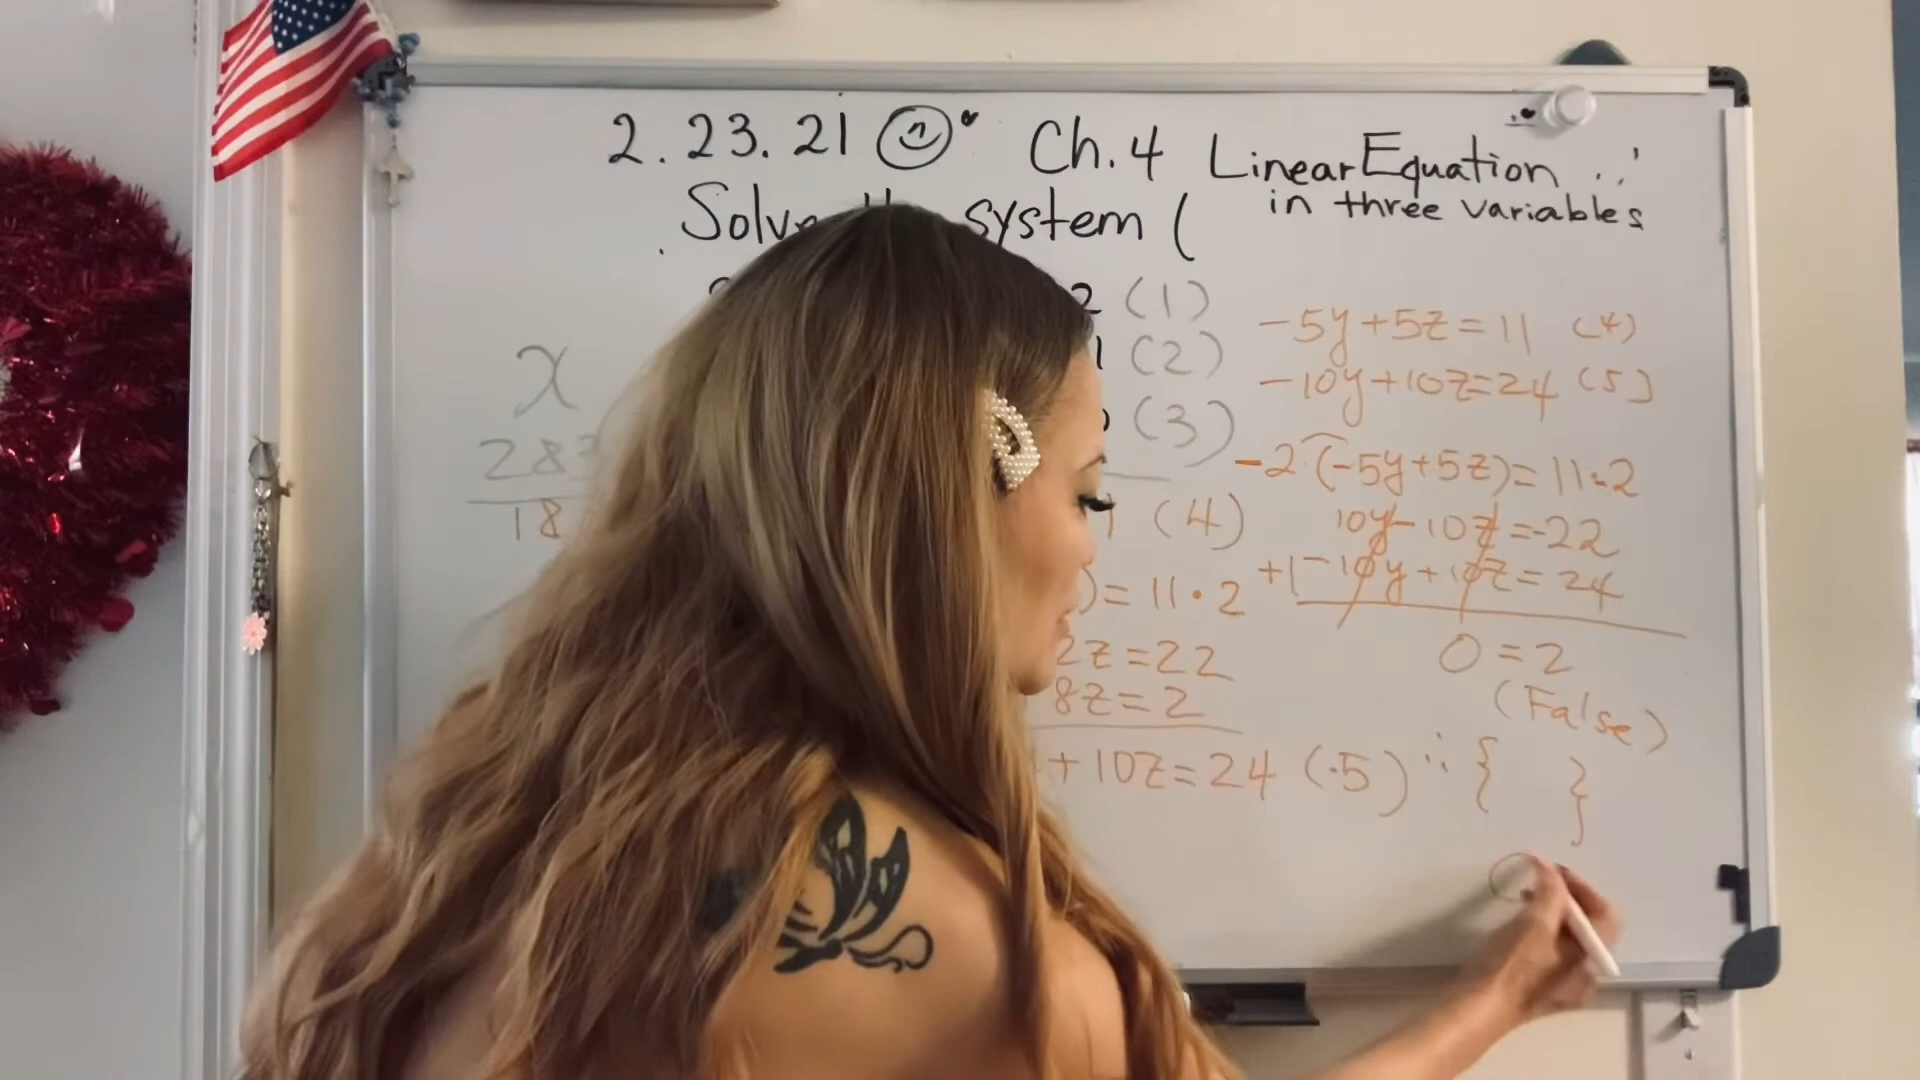 2.23.21 Ch.4 Linear Equation
in three variables
Solve system (
2 (1)
1 (2)
(3)
x
283
18
(4)
) = 11 · 2
2z = 22
8z = 2
+ 10z = 24 (.5) ∴ { }
-5y + 5z = 11 (4)
-10y + 10z = 24 (5)
-2 (-5y + 5z) = 11·2
10y - 10z = -22
+ | -10y + 10z = 24
0 = 2
(False)